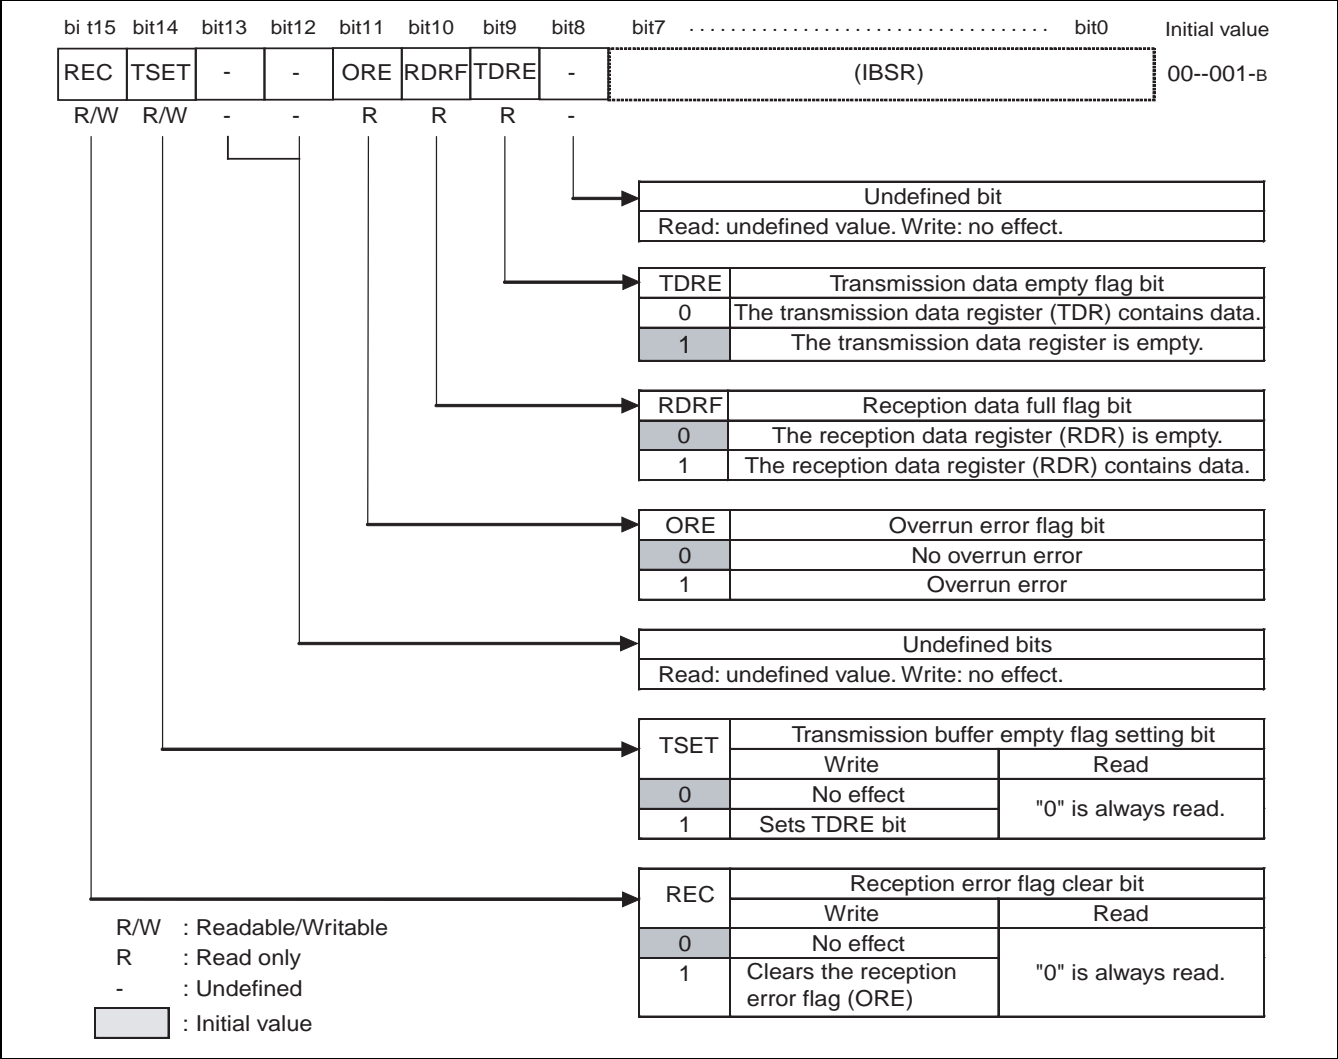 bi t15 bit14 bit13 bit12 bit11 bit10 bit9 bit8 bit7 .................................. bit0 Initial value
REC TSET - - ORE RDRF TDRE - (IBSR) 00--001-B
R/W R/W - - R R R -
Undefined bit
Read: undefined value. Write: no effect.
TDRE Transmission data empty flag bit
0 The transmission data register (TDR) contains data.
1 The transmission data register is empty.
RDRF Reception data full flag bit
0 The reception data register (RDR) is empty.
1 The reception data register (RDR) contains data.
ORE Overrun error flag bit
0 No overrun error
1 Overrun error
Undefined bits
Read: undefined value. Write: no effect.
TSET Transmission buffer empty flag setting bit
Write Read
0 No effect "0" is always read.
1 Sets TDRE bit
REC Reception error flag clear bit
Write Read
0 No effect "0" is always read.
1 Clears the reception
error flag (ORE)
R/W : Readable/Writable
R : Read only
- : Undefined
: Initial value